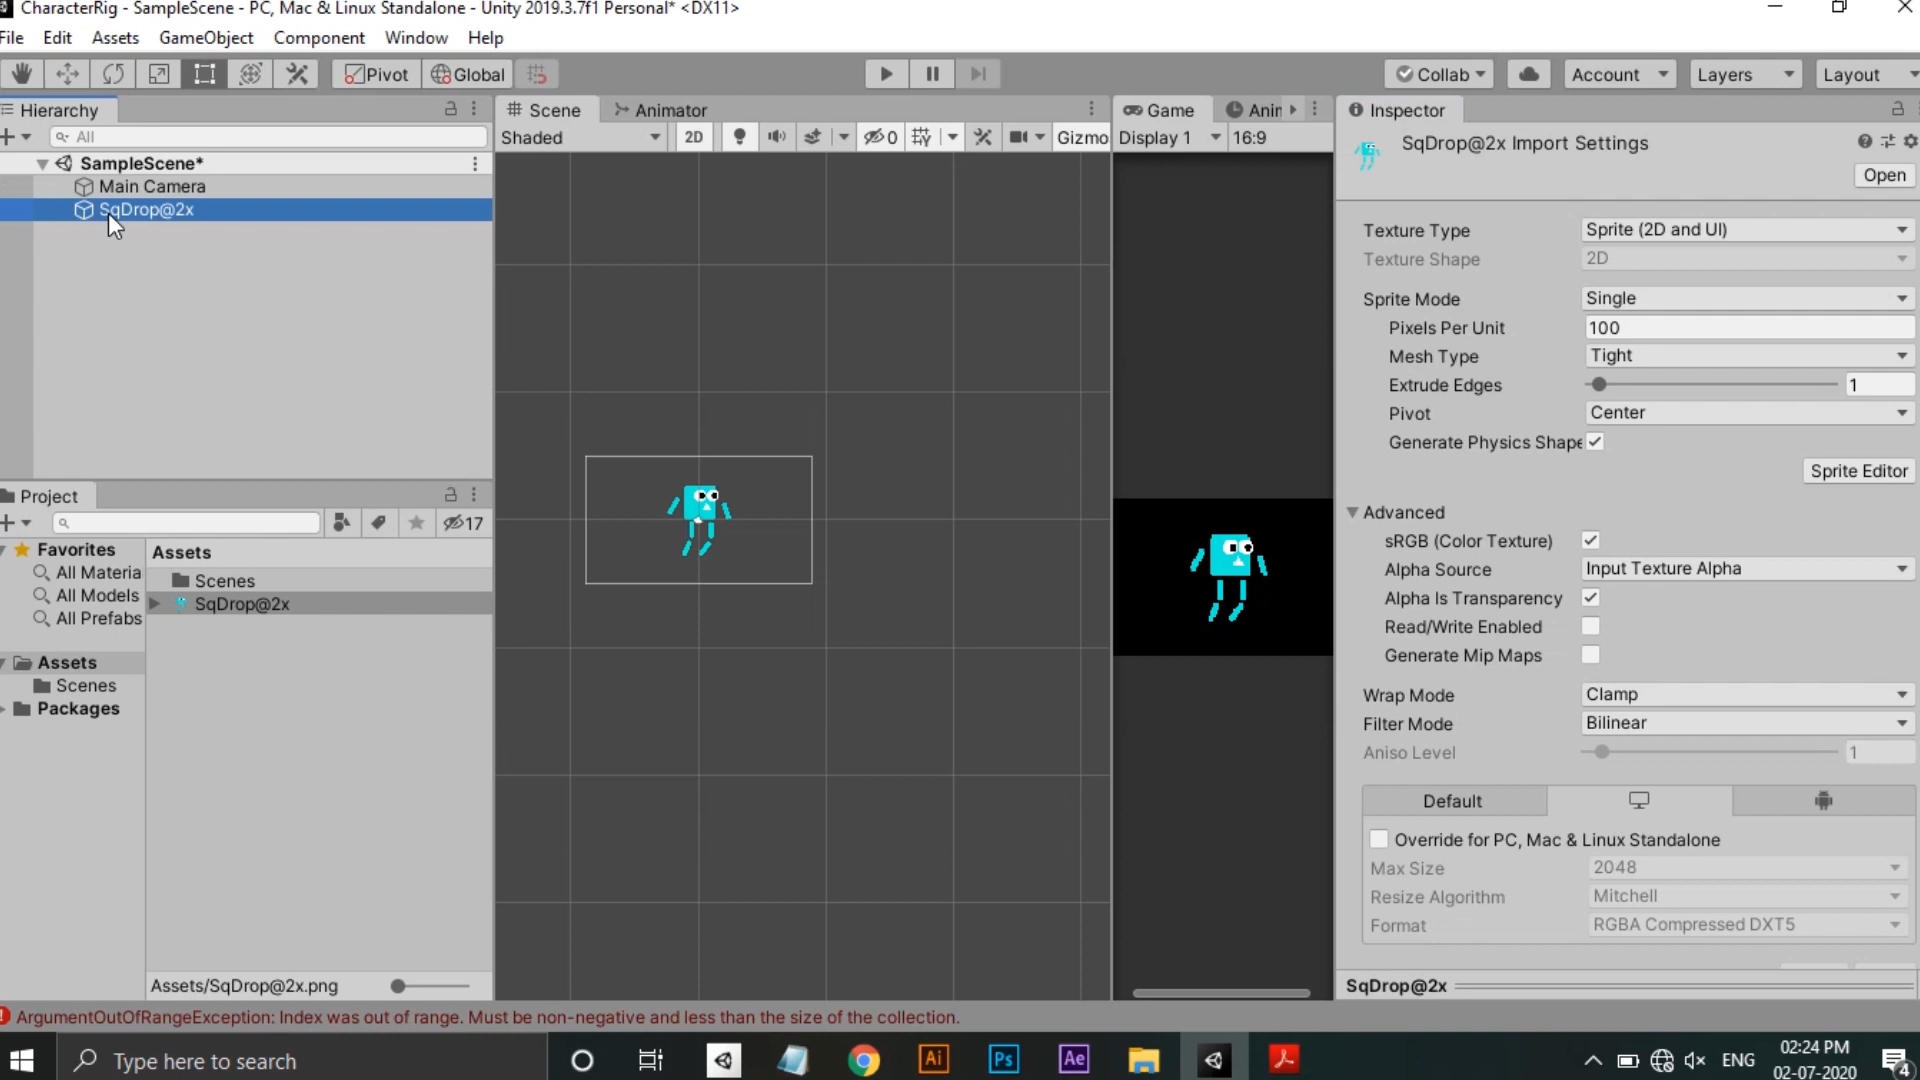 CharacterRig - SampleScene - PC, Mac & Linux Standalone - Unity 2019.3.7f1 Personal* <DX11>
File Edit Assets GameObject Component Window Help
Pivot Global Collab Account Layers Layout
Hierarchy
All
SampleScene*
Main Camera
SqDrop@2x
Scene Animator
Shaded 2D 0 Gizmo
Game Anir
Display 1 16:9
Inspector
SqDrop@2x Import Settings
Open
Texture Type Sprite (2D and UI)
Texture Shape 2D
Sprite Mode Single
Pixels Per Unit 100
Mesh Type Tight
Extrude Edges 1
Pivot Center
Generate Physics Shape
Sprite Editor
Advanced
sRGB (Color Texture)
Alpha Source Input Texture Alpha
Alpha Is Transparency
Read/Write Enabled
Generate Mip Maps
Wrap Mode Clamp
Filter Mode Bilinear
Aniso Level 1
Default
Override for PC, Mac & Linux Standalone
Max Size 2048
Resize Algorithm Mitchell
Format RGBA Compressed DXT5
SqDrop@2x
Project
17
Favorites
All Materia
All Models
All Prefabs
Assets
Scenes
Packages
Assets
Scenes
SqDrop@2x
Assets/SqDrop@2x.png
ArgumentOutOfRangeException: Index was out of range. Must be non-negative and less than the size of the collection.
Type here to search
Ai Ps Ae
ENG
02:24 PM
02-07-2020
4